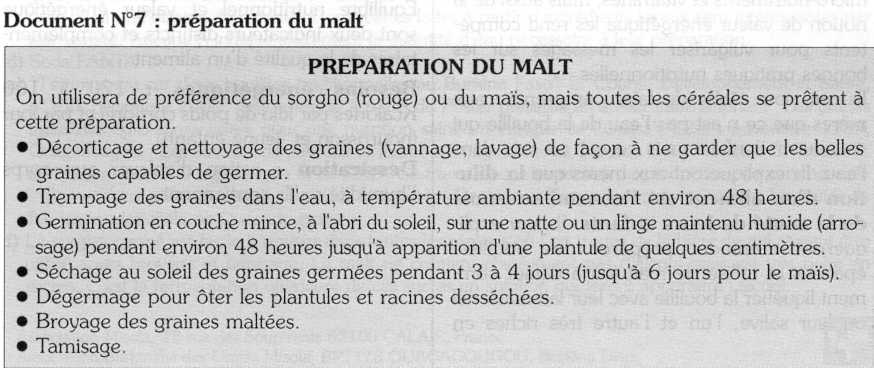 Document N°7 : préparation du malt
PREPARATION DU MALT
On utilisera de préférence du sorgho (rouge) ou du maïs, mais toutes les céréales se prêtent à
cette préparation.
● Décorticage et nettoyage des graines (vannage, lavage) de façon à ne garder que les belles
graines capables de germer.
● Trempage des graines dans l'eau, à température ambiante pendant environ 48 heures.
● Germination en couche mince, à l'abri du soleil, sur une natte ou un linge maintenu humide (arro-
sage) pendant environ 48 heures jusqu'à apparition d'une plantule de quelques centimètres.
● Séchage au soleil des graines germées pendant 3 à 4 jours (jusqu'à 6 jours pour le maïs).
● Dégermage pour ôter les plantules et racines desséchées.
● Broyage des graines maltées.
● Tamisage.